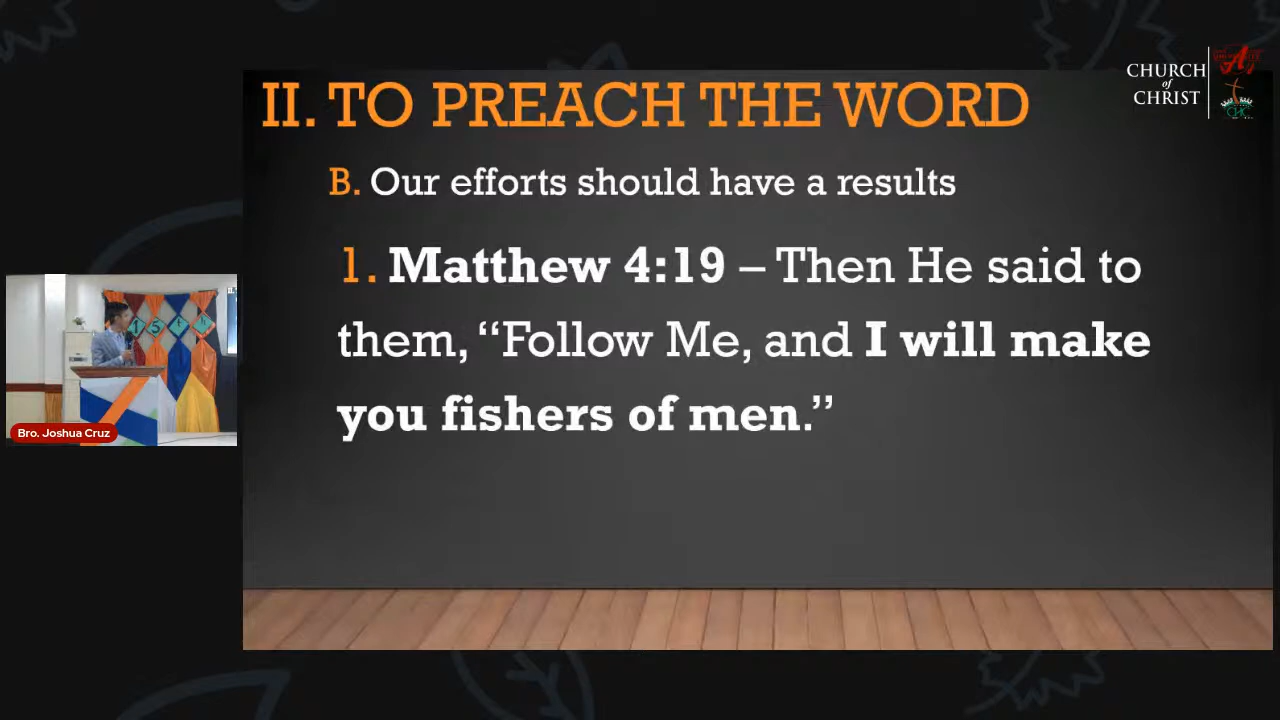 CHURCH
of
CHRIST
II. TO PREACH THE WORD
B. Our efforts should have a results
1. Matthew 4:19 – Then He said to
them, “Follow Me, and I will make
you fishers of men.”
Bro. Joshua Cruz